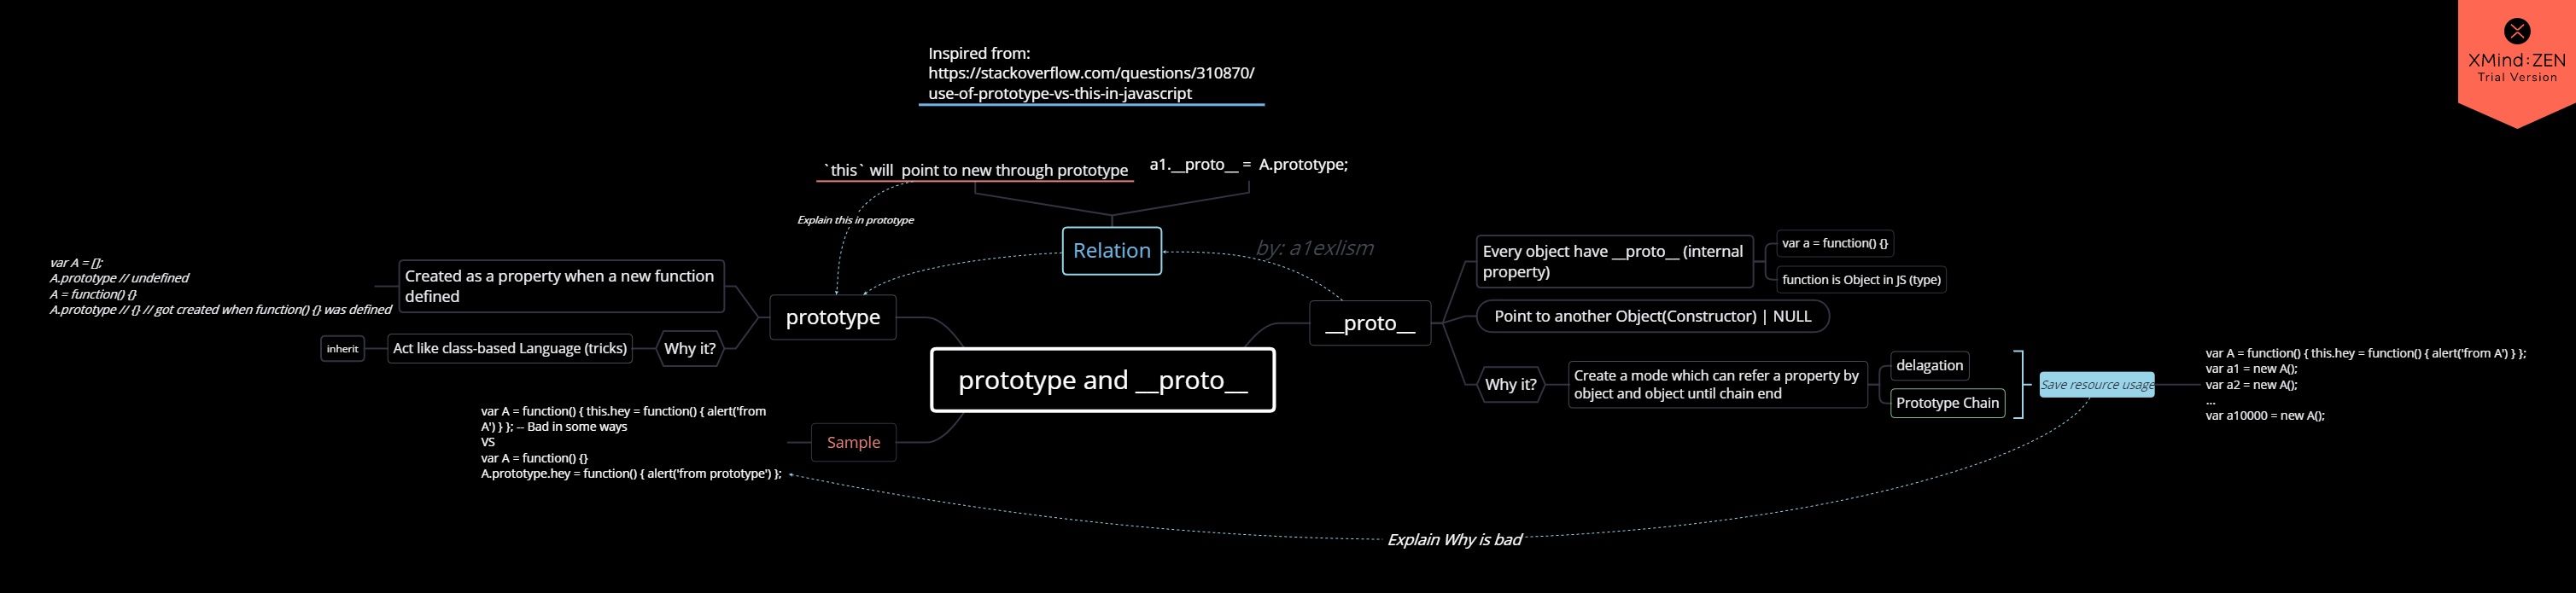 Inspired from:
https://stackoverflow.com/questions/310870/
use-of-prototype-vs-this-in-javascript
XMind:ZEN
Trial Version
`this` will  point to new through prototype
a1.__proto__ =  A.prototype;
Explain this in prototype
Relation
by: a1exlism
var A = [];
A.prototype // undefined
A = function() {}
A.prototype // {} // got created when function() {} was defined
Created as a property when a new function
defined
prototype
inherit
Act like class-based Language (tricks)
Why it?
prototype and __proto__
var A = function() { this.hey = function() { alert('from
A') } }; -- Bad in some ways
VS
var A = function() {}
A.prototype.hey = function() { alert('from prototype') };
Sample
__proto__
Every object have __proto__ (internal
property)
var a = function() {}
function is Object in JS (type)
Point to another Object(Constructor) | NULL
Why it?
Create a mode which can refer a property by
object and object until chain end
delagation
Prototype Chain
Save resource usage
var A = function() { this.hey = function() { alert('from A') } };
var a1 = new A();
var a2 = new A();
...
var a10000 = new A();
Explain Why is bad